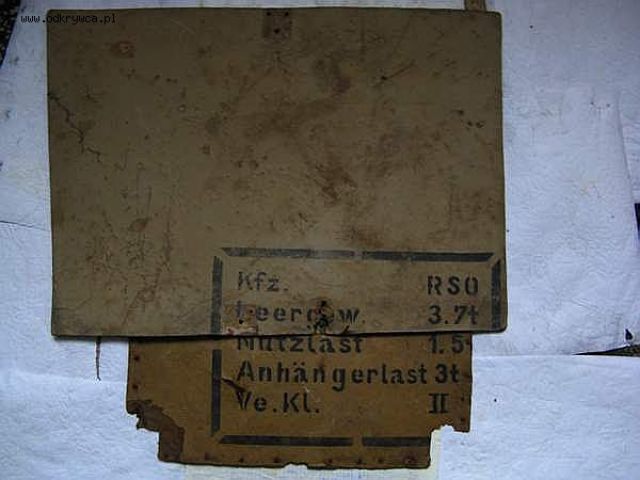 www.odkrywca.pl
Kfz. RSO
Leergew. 3.7t
Nutzlast 1.5
Anhängerlast 3t
Ve.Kl. II